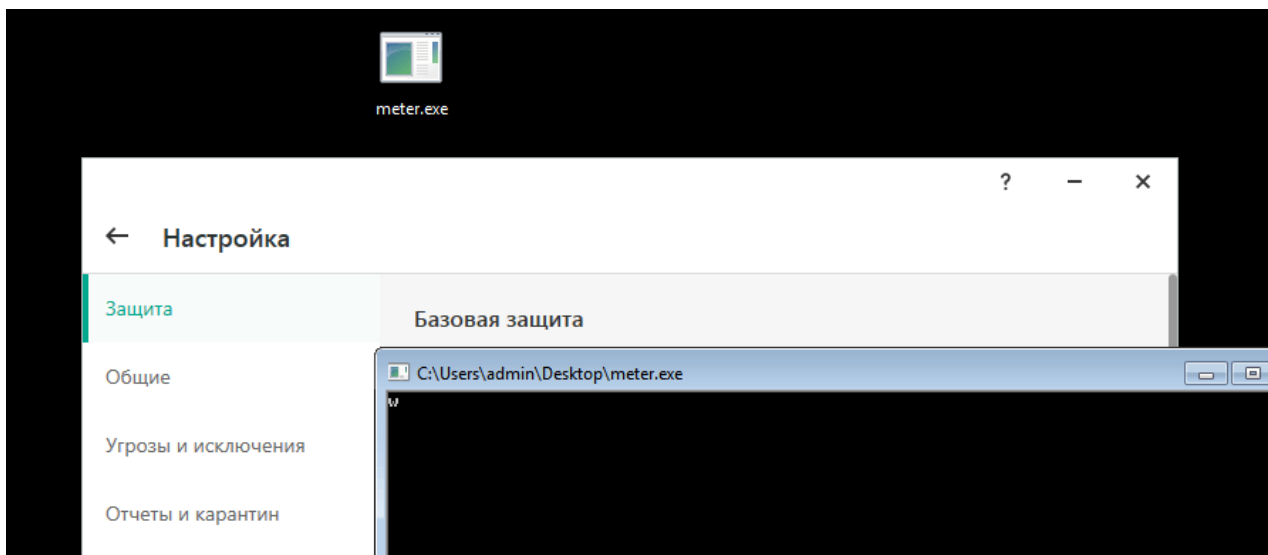 meter.exe
?
Настройка
Защита
Базовая защита
Общие
C:\Users\admin\Desktop\meter.exe
w
Угрозы и исключения
Отчеты и карантин